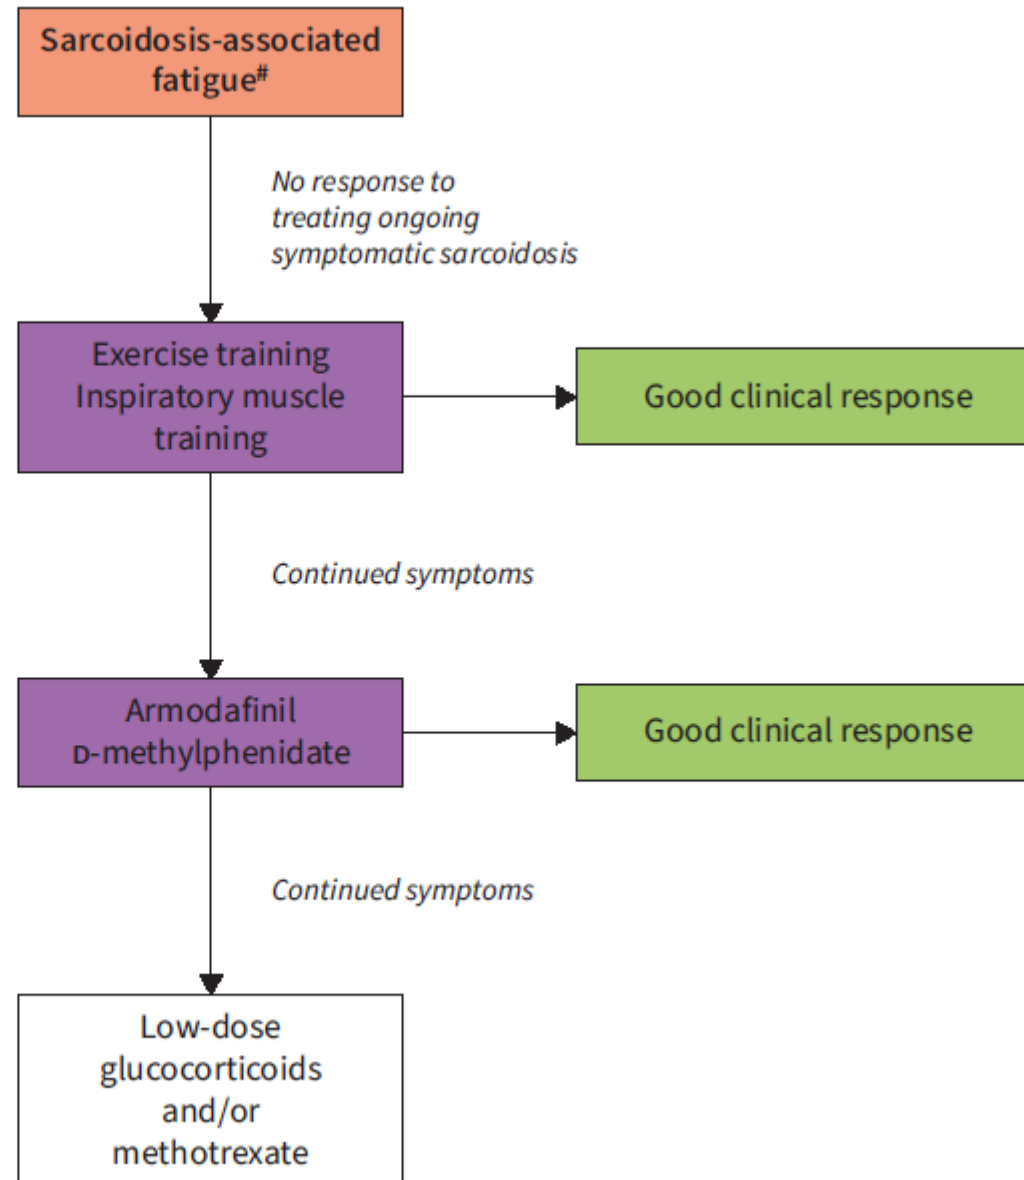 Sarcoidosis-associated
fatigue#
No response to
treating ongoing
symptomatic sarcoidosis
Exercise training
Inspiratory muscle
training
Good clinical response
Continued symptoms
Armodafinil
D-methylphenidate
Good clinical response
Continued symptoms
Low-dose
glucocorticoids
and/or
methotrexate